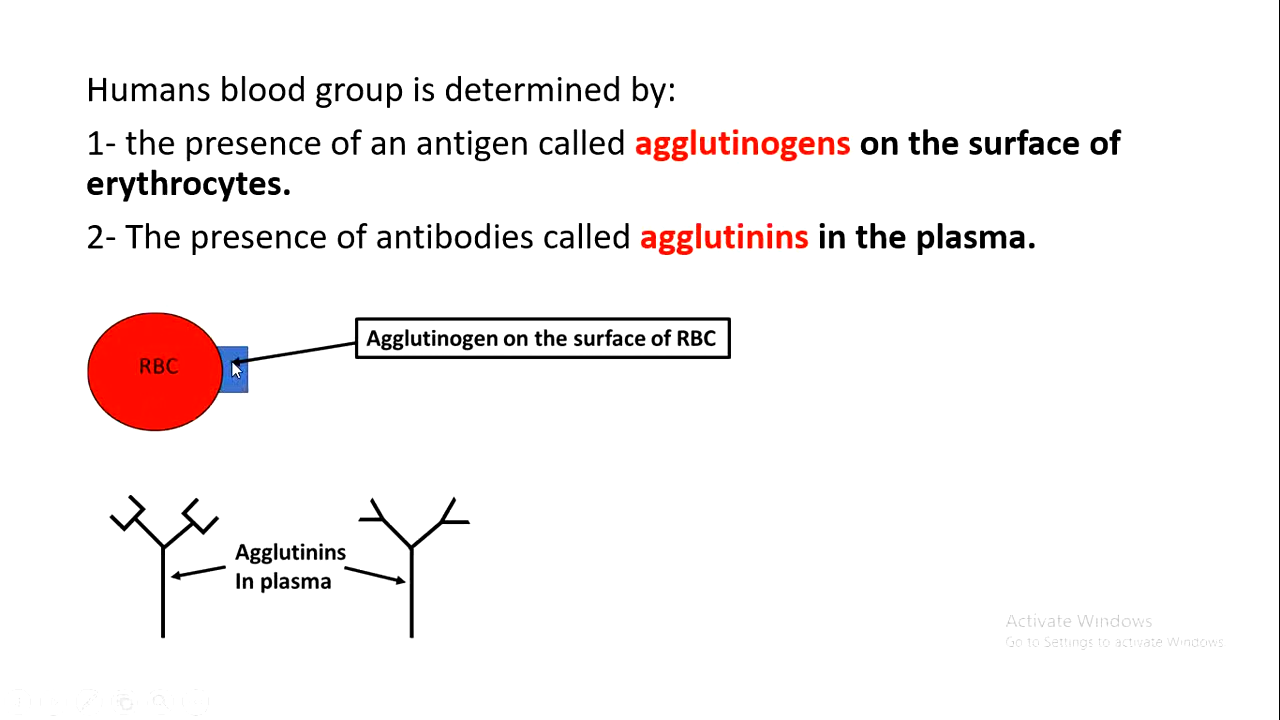 Humans blood group is determined by:
1- the presence of an antigen called agglutinogens on the surface of
erythrocytes.
2- The presence of antibodies called agglutinins in the plasma.
Agglutinogen on the surface of RBC
RBC
Agglutinins
In plasma
Activate Windows
Go to Settings to activate Windows.